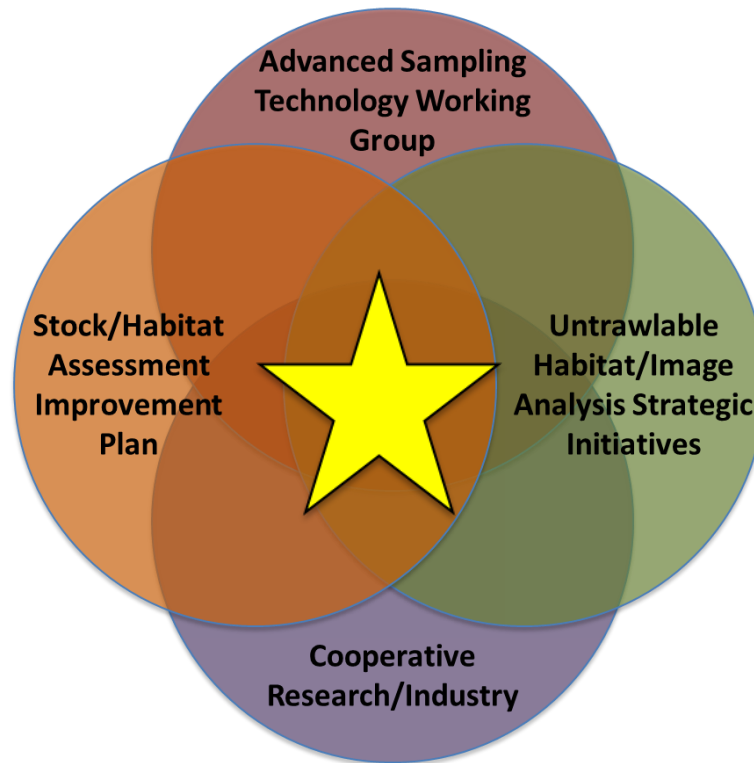 Advanced Sampling
Technology Working
Group
Stock/Habitat
Assessment
Improvement
Plan
Untrawlable
Habitat/Image
Analysis Strategic
Initiatives
Cooperative
Research/Industry